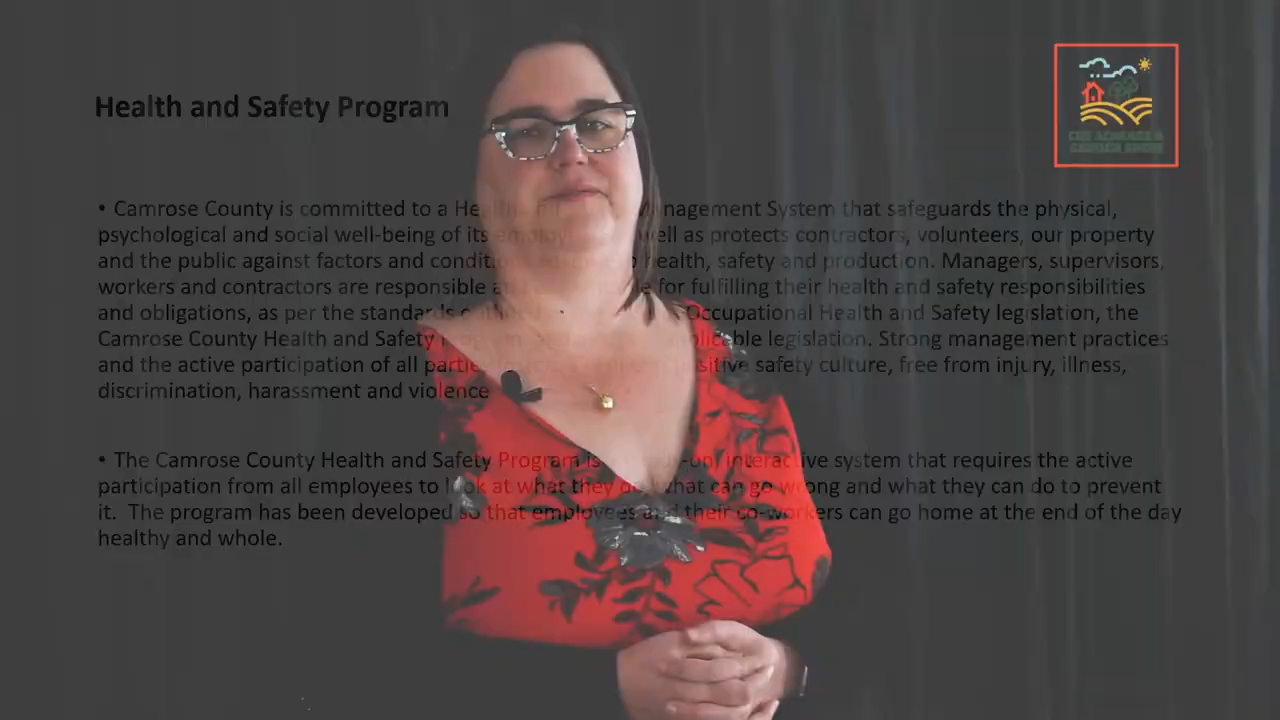 Health and Safety Program
• Camrose County is committed to a Management System that safeguards the physical,
psychological and social well-being of its well as protects contractors, volunteers, our property
and the public against factors and health, safety and production. Managers, supervisors,
workers and contractors are responsible for fulfilling their health and safety responsibilities
and obligations, as per the standards Occupational Health and Safety legislation, the
Camrose County Health and Safety legislation. Strong management practices
and the active participation of all safety culture, free from injury, illness,
discrimination, harassment and violence
• The Camrose County Health and Safety Program is interactive system that requires the active
participation from all employees to look at what they do, what can go wrong and what they can do to prevent
it. The program has been developed so that employees and their co-workers can go home at the end of the day
healthy and whole.